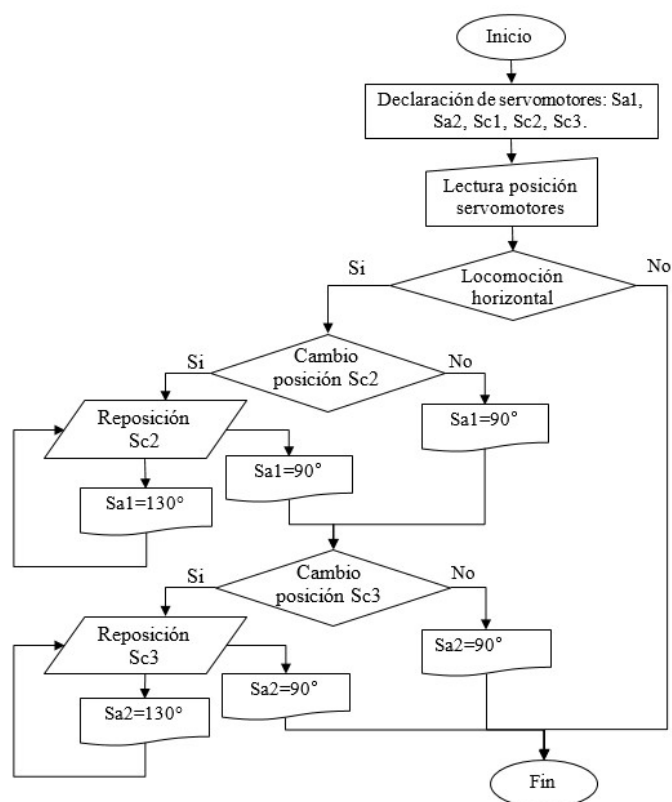 Inicio
Declaración de servomotores: Sa1,
Sa2, Sc1, Sc2, Sc3.
Lectura posición
servomotores
Si
Locomoción
horizontal
No
Si
Cambio
posición Sc2
No
Reposición
Sc2
Sa1=90°
Sa1=90°
Sa1=130°
Si
Cambio
posición Sc3
No
Reposición
Sc3
Sa2=90°
Sa2=90°
Sa2=130°
Fin